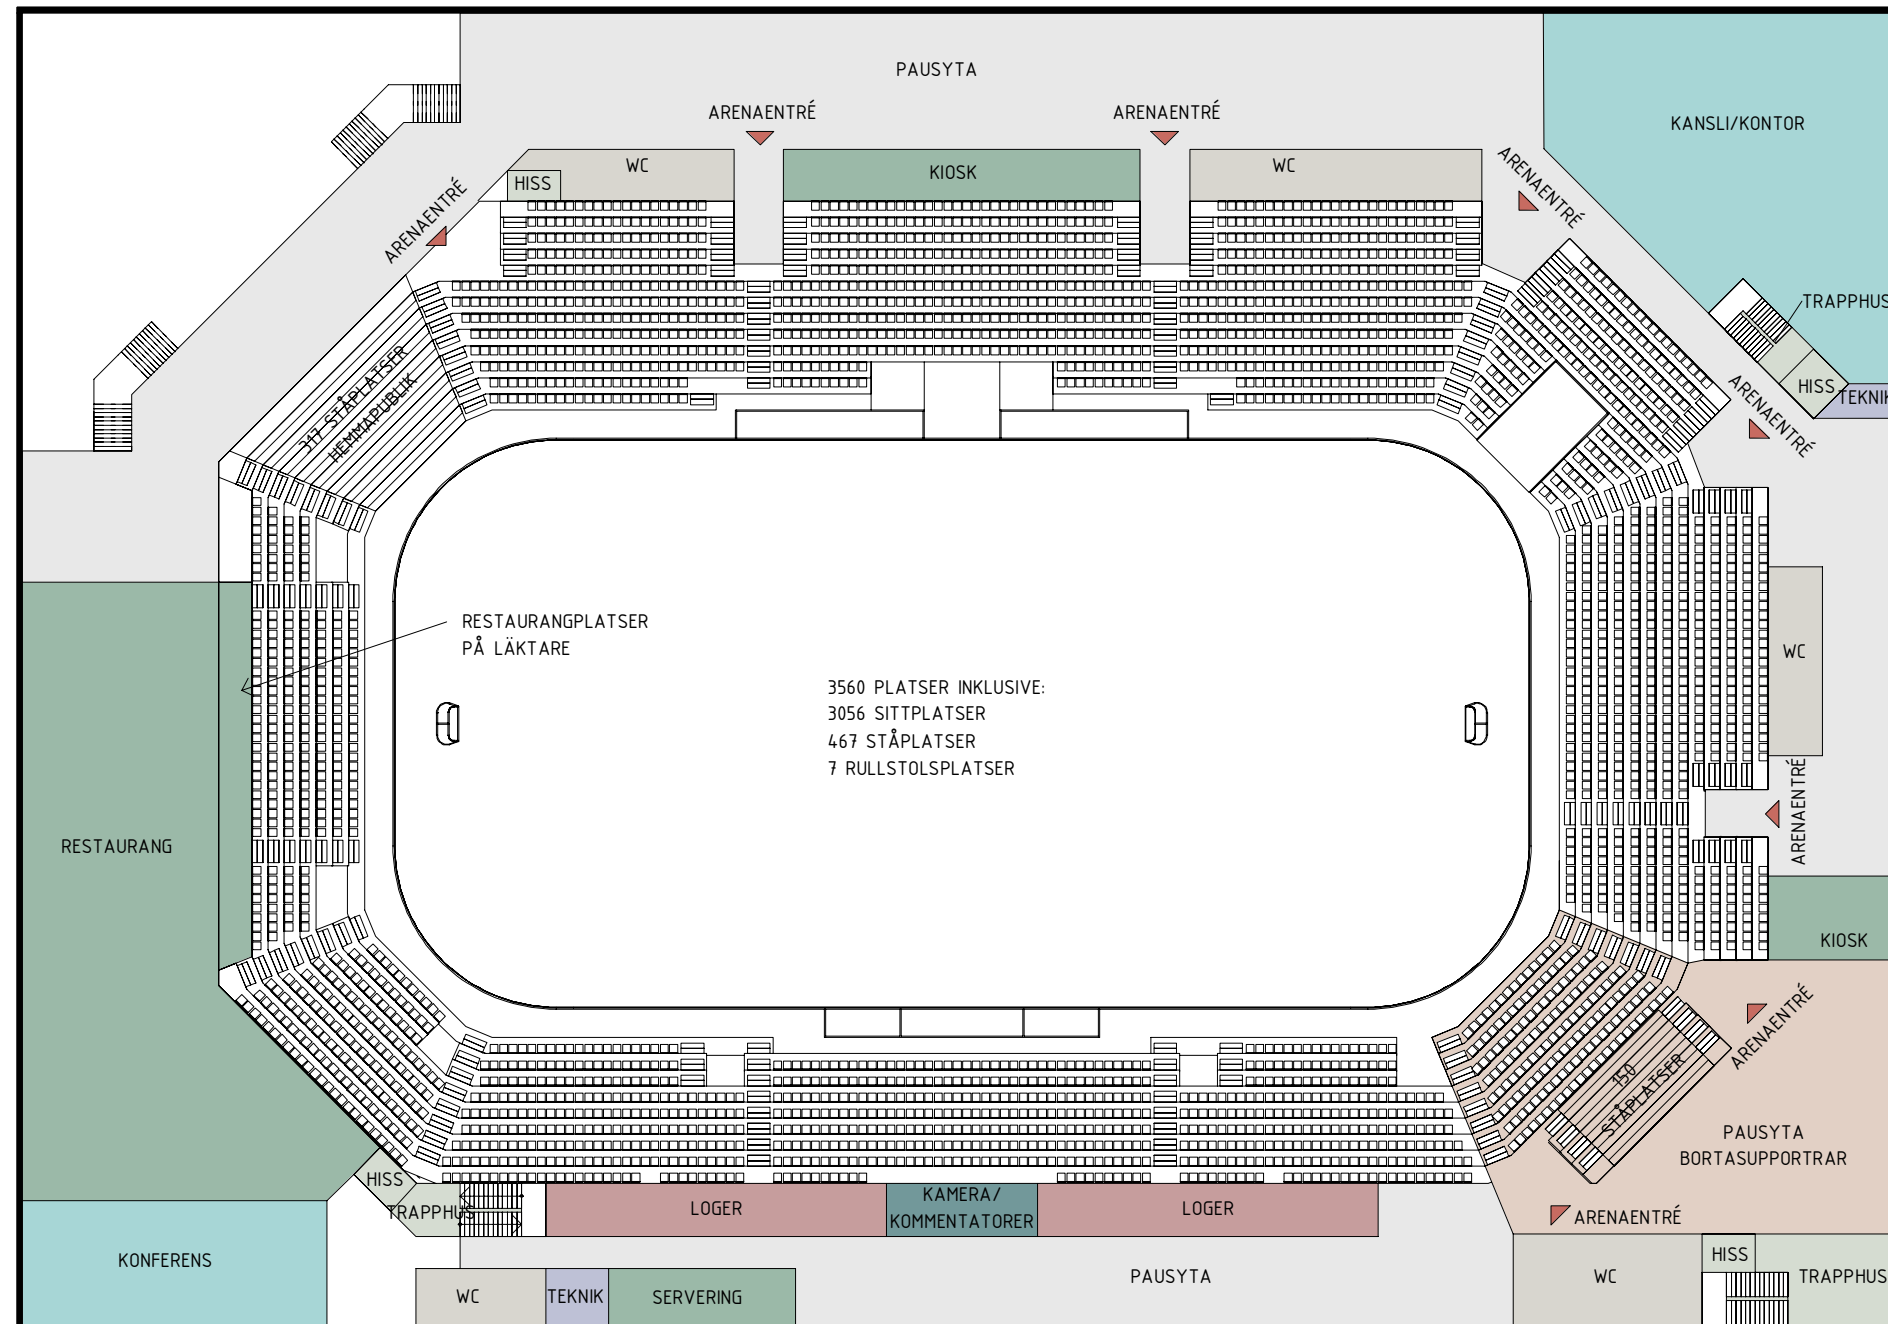 PAUSYTA
ARENAENTRÉ
ARENAENTRÉ
KANSLI/KONTOR
WC
HISS
KIOSK
WC
ARENAENTRÉ
ARENAENTRÉ
TRAPPHUS
HISS
TEKNIK
ARENAENTRÉ
317 STÅPLATSER
HEMMAPUBLIK
RESTAURANGPLATSER
PÅ LÄKTARE
WC
3560 PLATSER INKLUSIVE:
3056 SITTPLATSER
467 STÅPLATSER
7 RULLSTOLSPLATSER
ARENAENTRÉ
RESTAURANG
KIOSK
ARENAENTRÉ
150
STÅPLATSER
PAUSYTA
BORTASUPPORTRAR
HISS
TRAPPHUS
LOGER
KAMERA/
KOMMENTATORER
LOGER
ARENAENTRÉ
KONFERENS
PAUSYTA
WC
HISS
TRAPPHUS
WC
TEKNIK
SERVERING